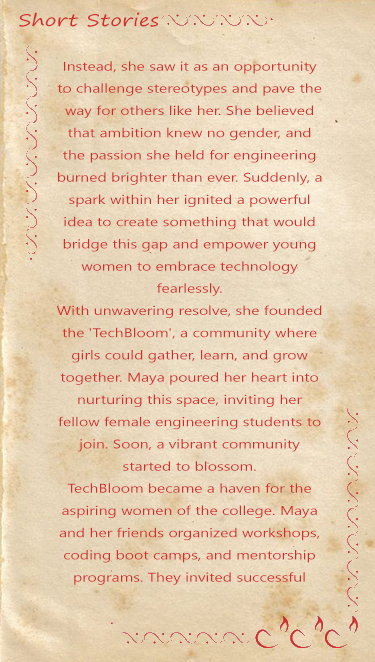 Short Stories
Instead, she saw it as an opportunity
to challenge stereotypes and pave the
way for others like her. She believed
that ambition knew no gender, and
the passion she held for engineering
burned brighter than ever. Suddenly, a
spark within her ignited a powerful
idea to create something that would
bridge this gap and empower young
women to embrace technology
fearlessly.
With unwavering resolve, she founded
the 'TechBloom', a community where
girls could gather, learn, and grow
together. Maya poured her heart into
nurturing this space, inviting her
fellow female engineering students to
join. Soon, a vibrant community
started to blossom.
TechBloom became a haven for the
aspiring women of the college. Maya
and her friends organized workshops,
coding boot camps, and mentorship
programs. They invited successful